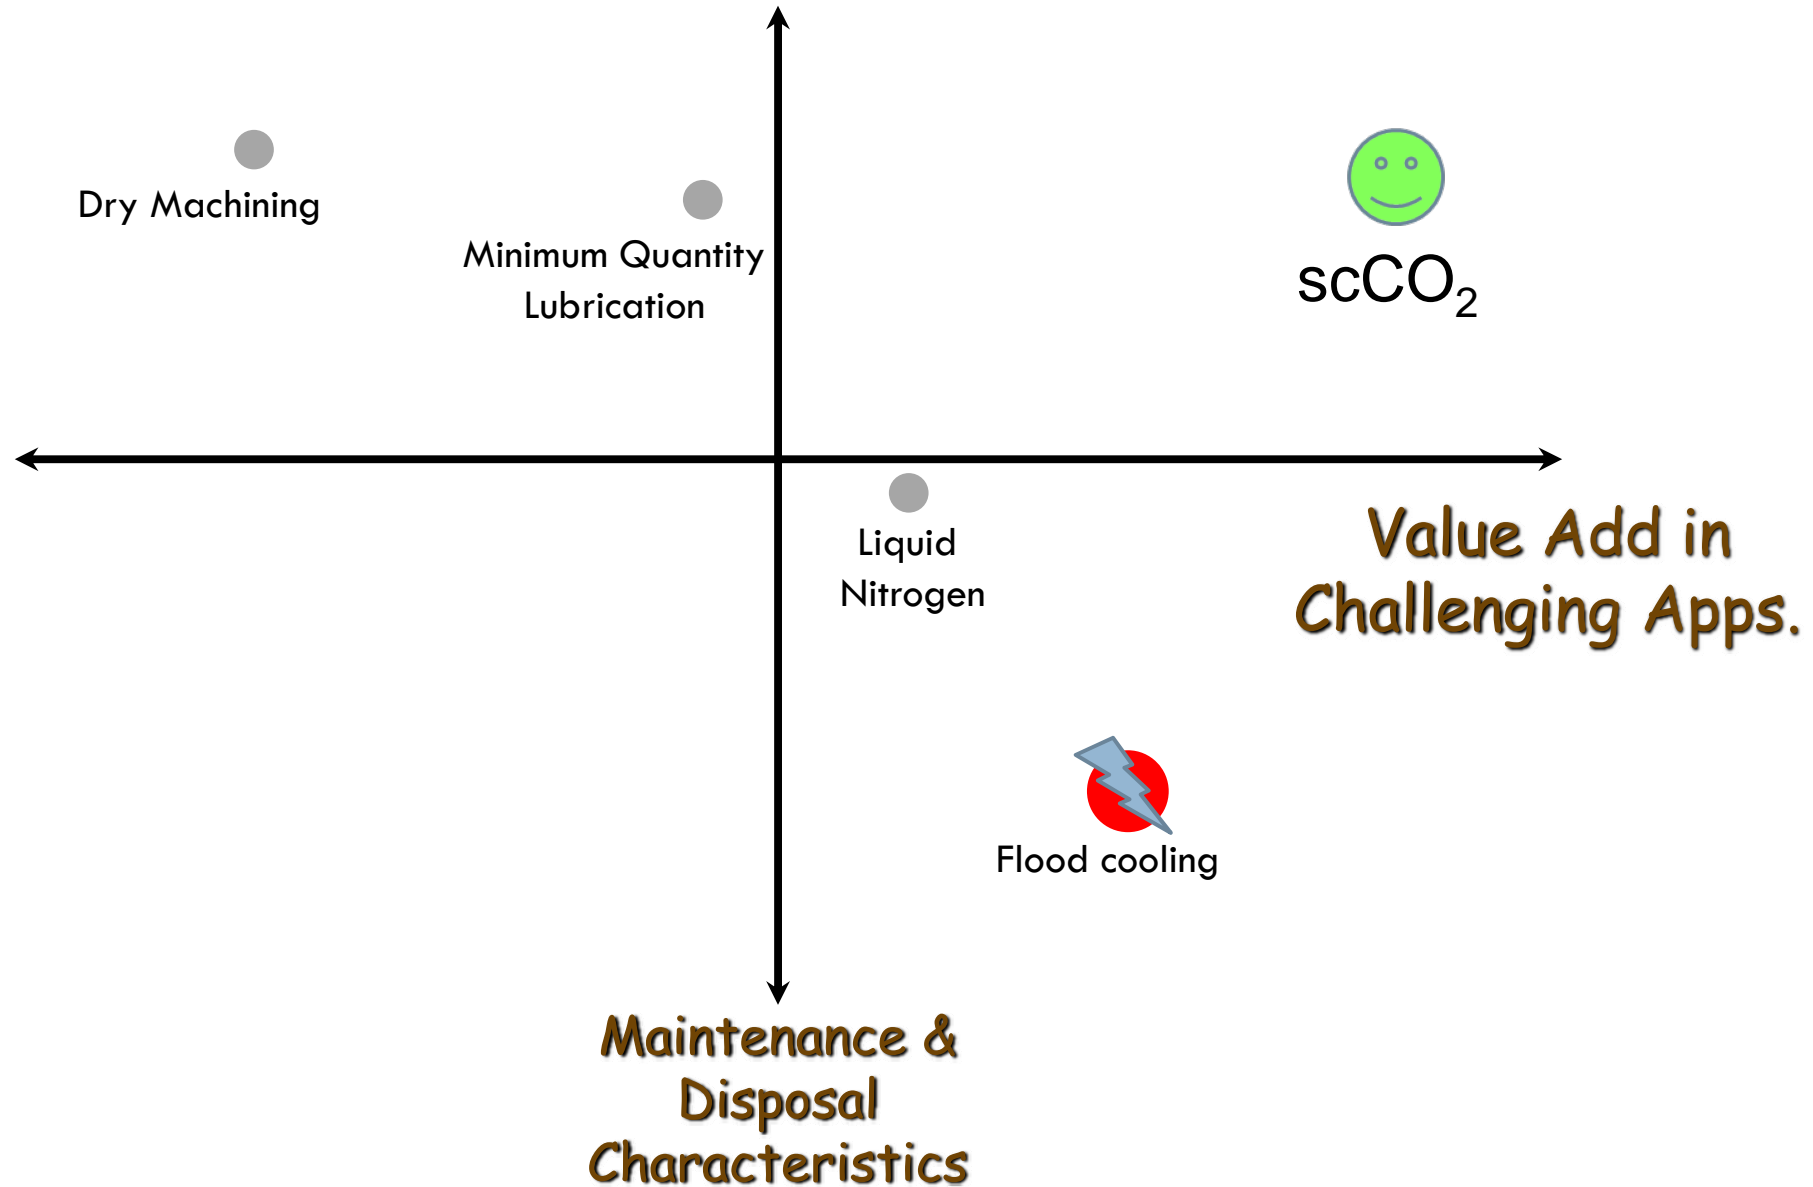 Dry Machining
Minimum Quantity
Lubrication
scCO₂
Liquid
Nitrogen
Value Add in
Challenging Apps.
Flood cooling
Maintenance &
Disposal
Characteristics